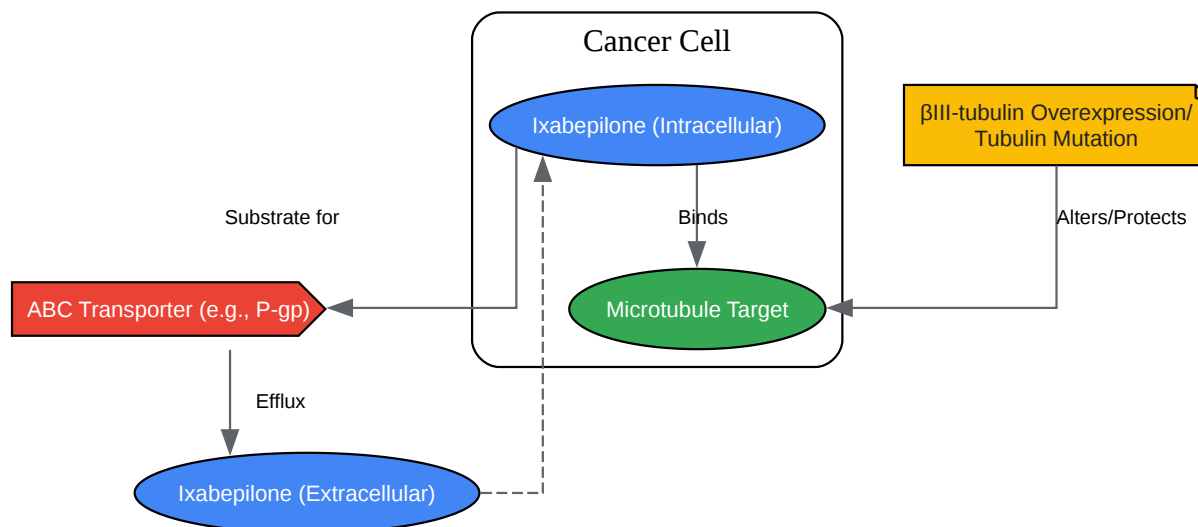 Cancer Cell
Ixabepilone (Intracellular)
βIII-tubulin Overexpression/
Tubulin Mutation
Substrate for
Binds
Alters/Protects
ABC Transporter (e.g., P-gp)
Microtubule Target
Efflux
Ixabepilone (Extracellular)